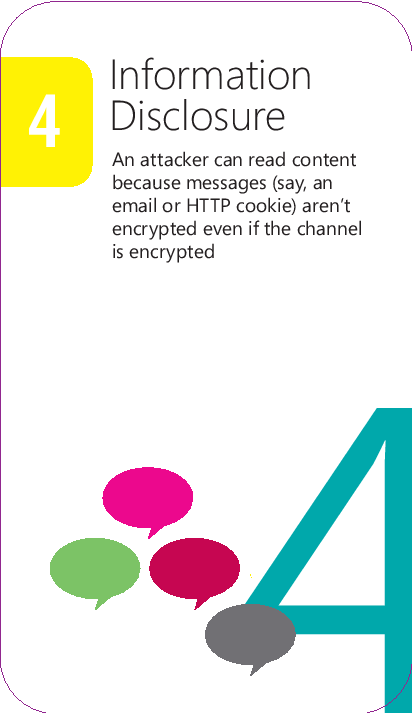 4
Information
Disclosure
An attacker can read content
because messages (say, an
email or HTTP cookie) aren’t
encrypted even if the channel
is encrypted
4